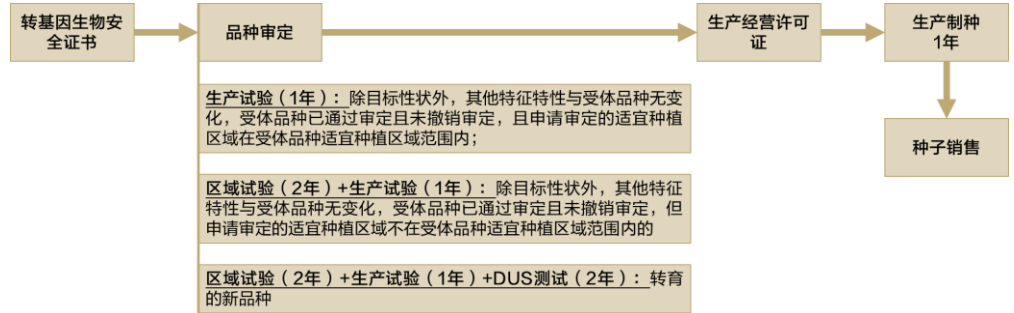 转基因生物安
全证书
品种审定
生产经营许可
证
生产制种
1年
生产试验（1年）：除目标性状外，其他特征特性与受体品种无变
化，受体品种已通过审定且未撤销审定，且申请审定的适宜种植
区域在受体品种适宜种植区域范围内；
种子销售
区域试验（2年）+生产试验（1年）：除目标性状外，其他特征
特性与受体品种无变化，受体品种已通过审定且未撤销审定，但
申请审定的适宜种植区域不在受体品种适宜种植区域范围内的
区域试验（2年）+生产试验（1年）+DUS测试（2年）：转育
的新品种